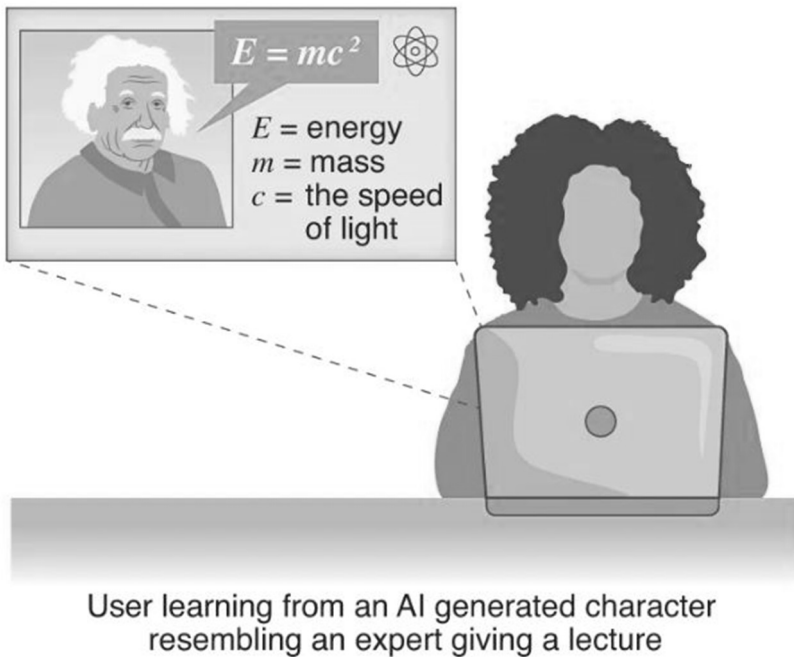 E = mc²
E = energy
m = mass
c = the speed
of light
User learning from an AI generated character
resembling an expert giving a lecture